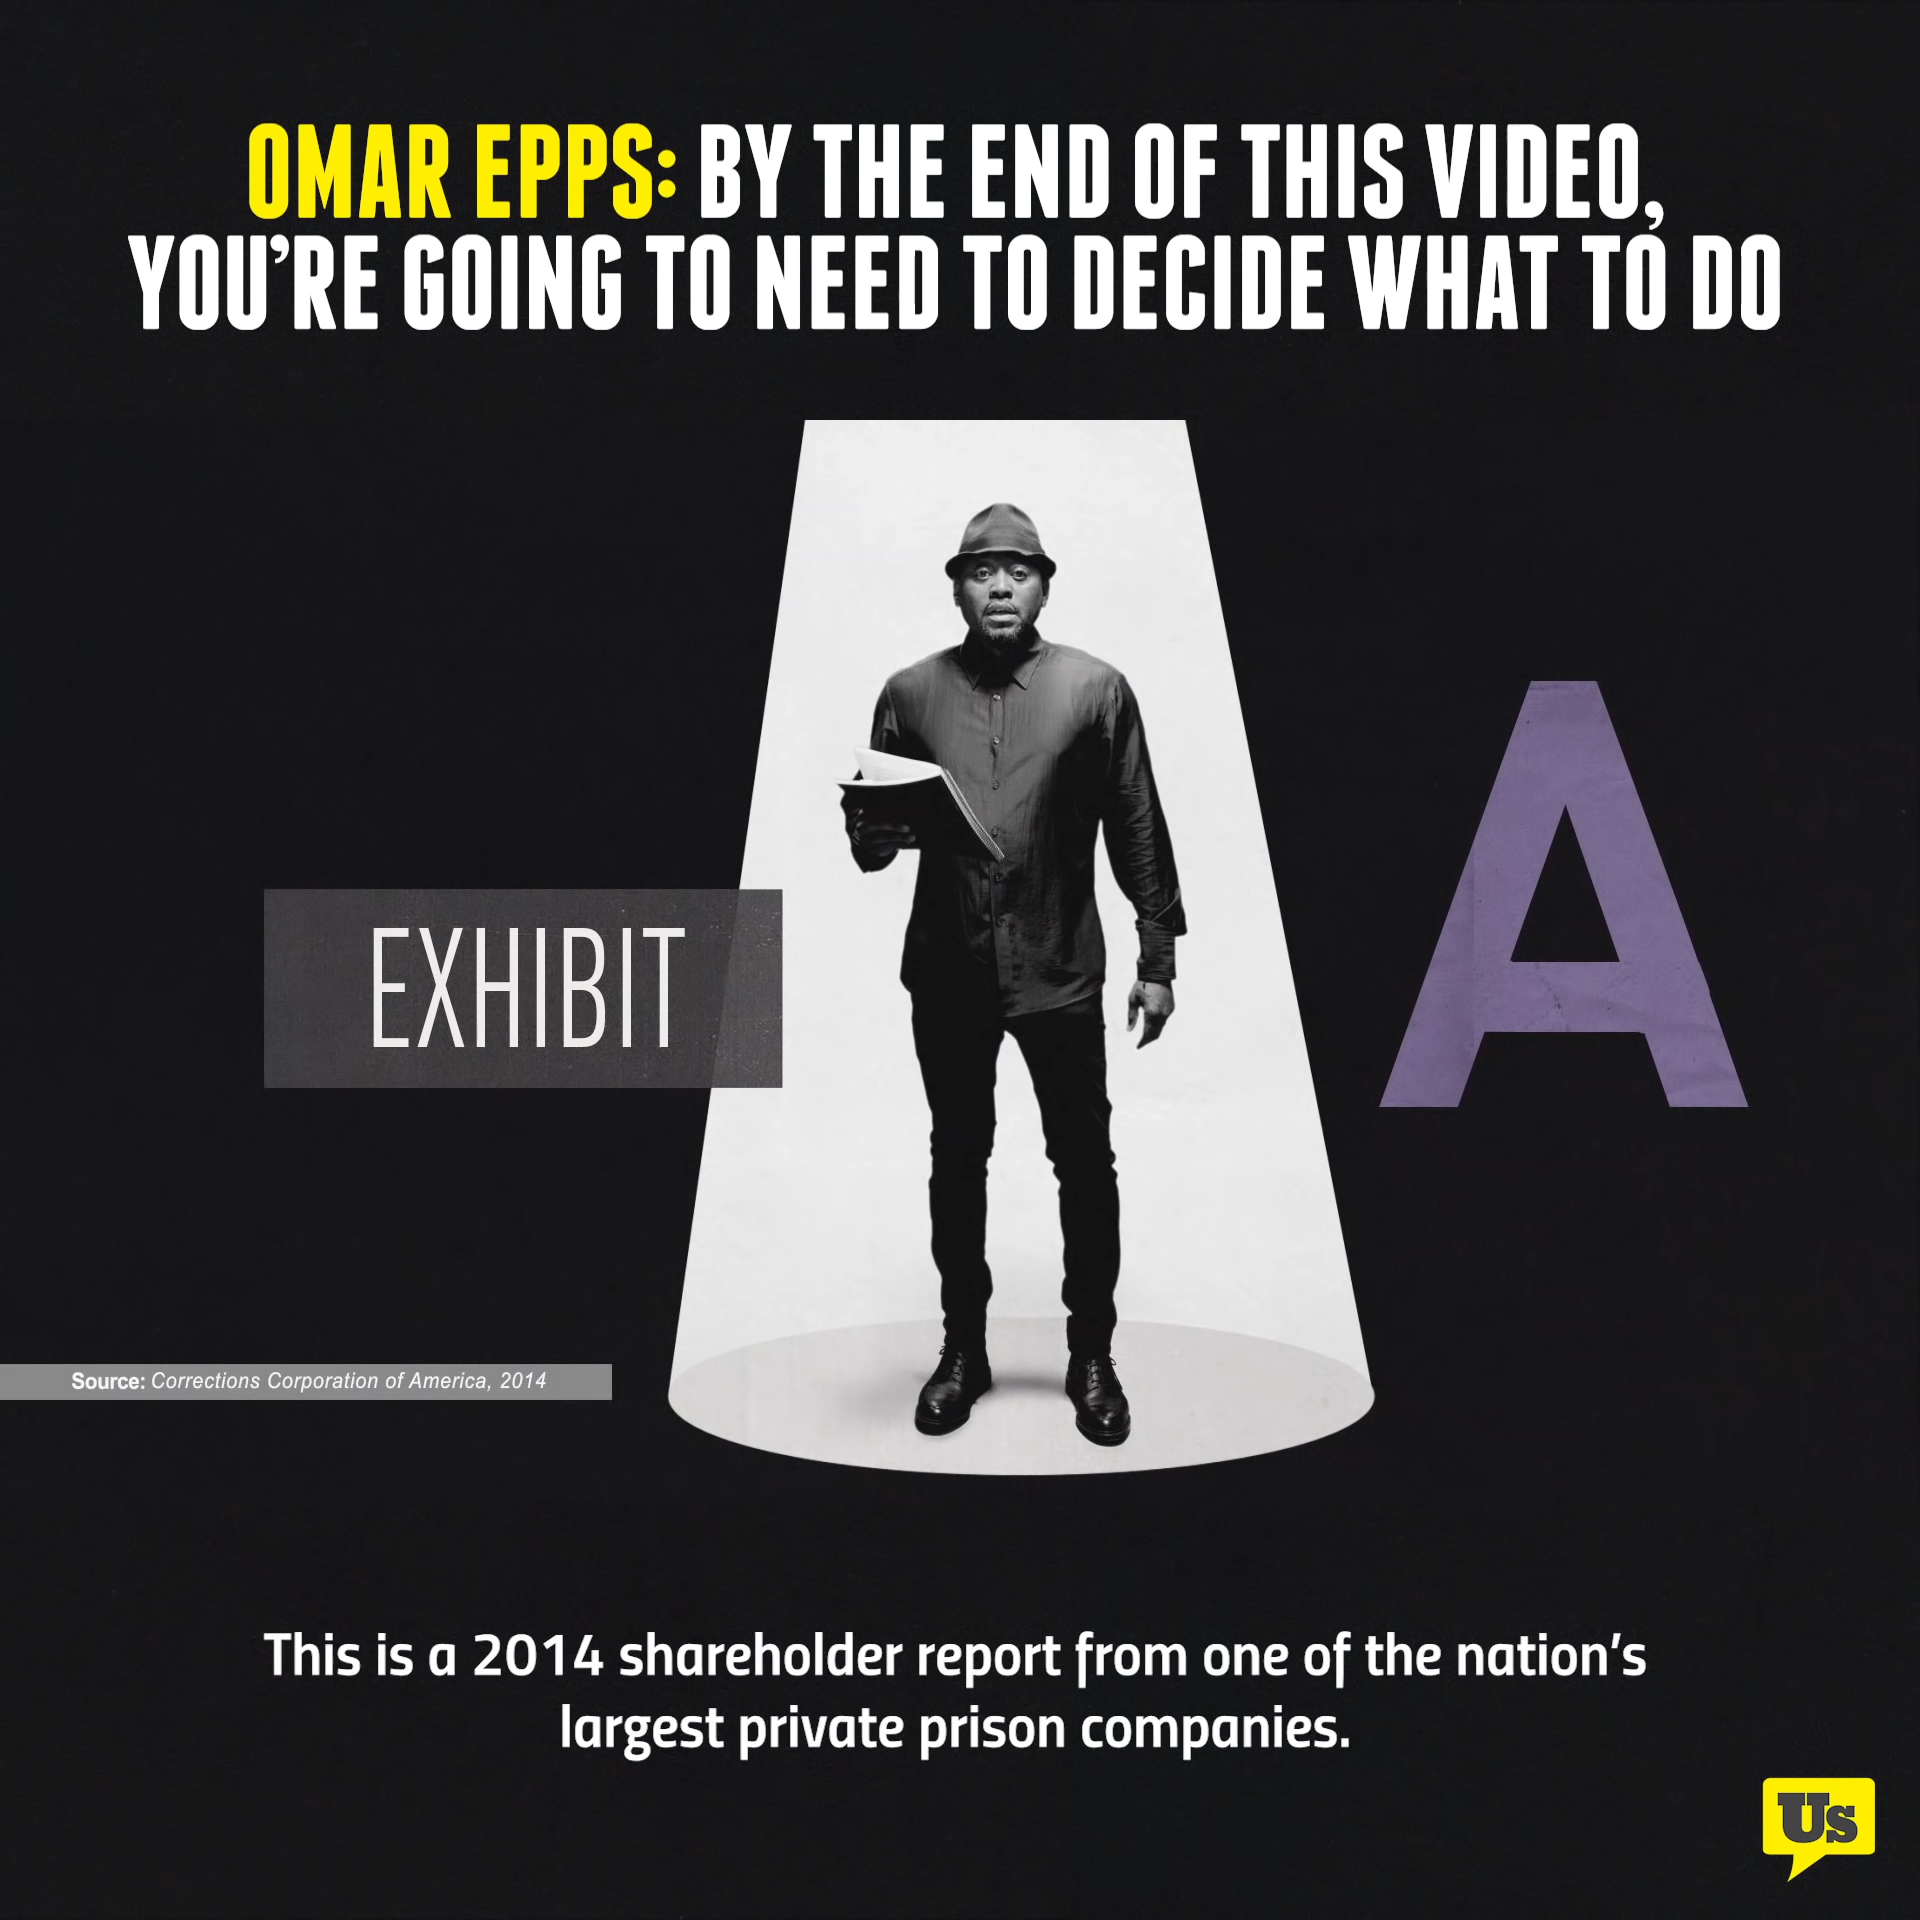 OMAR EPPS: BY THE END OF THIS VIDEO,
YOU'RE GOING TO NEED TO DECIDE WHAT TO DO
EXHIBIT
A
Source: Corrections Corporation of America, 2014
This is a 2014 shareholder report from one of the nation's
largest private prison companies.
Us